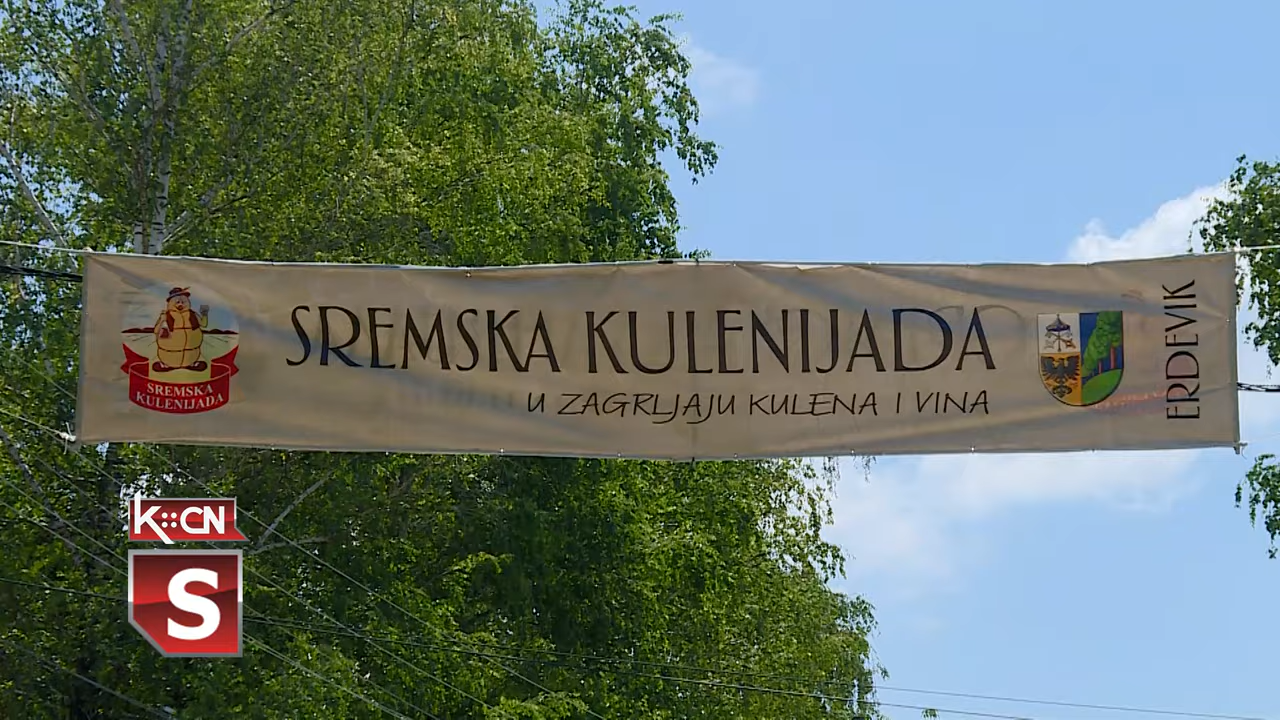 SREMSKA KULENIJADA
U ZAGRLJAJU KULENA I VINA
SREMSKA
KULENIJADA
ERDEVIK
K::CN
S